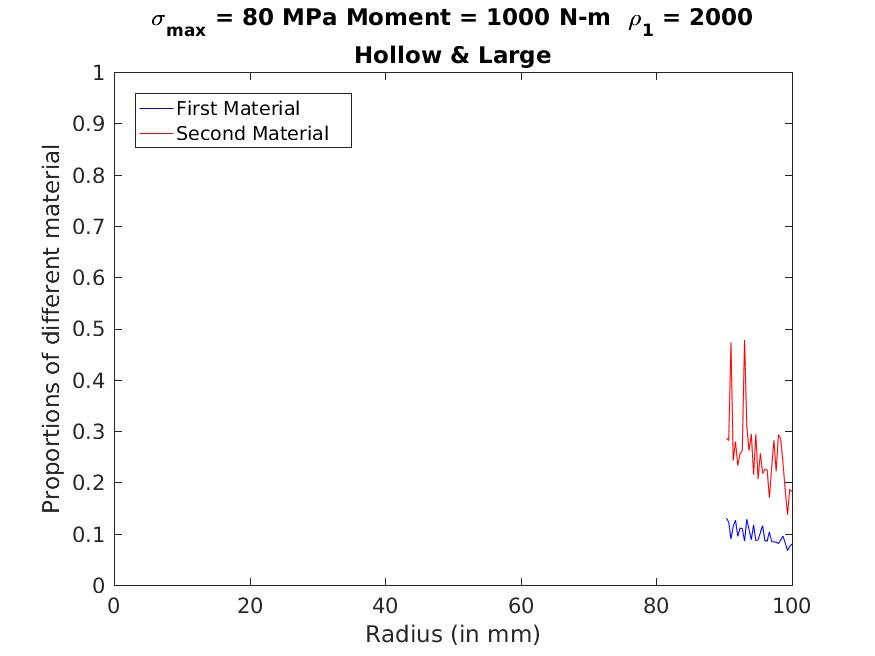 σmax = 80 MPa Moment = 1000 N-m ρ1 = 2000
Hollow & Large
First Material
Second Material
Proportions of different material
1
0.9
0.8
0.7
0.6
0.5
0.4
0.3
0.2
0.1
0
0 20 40 60 80 100
Radius (in mm)